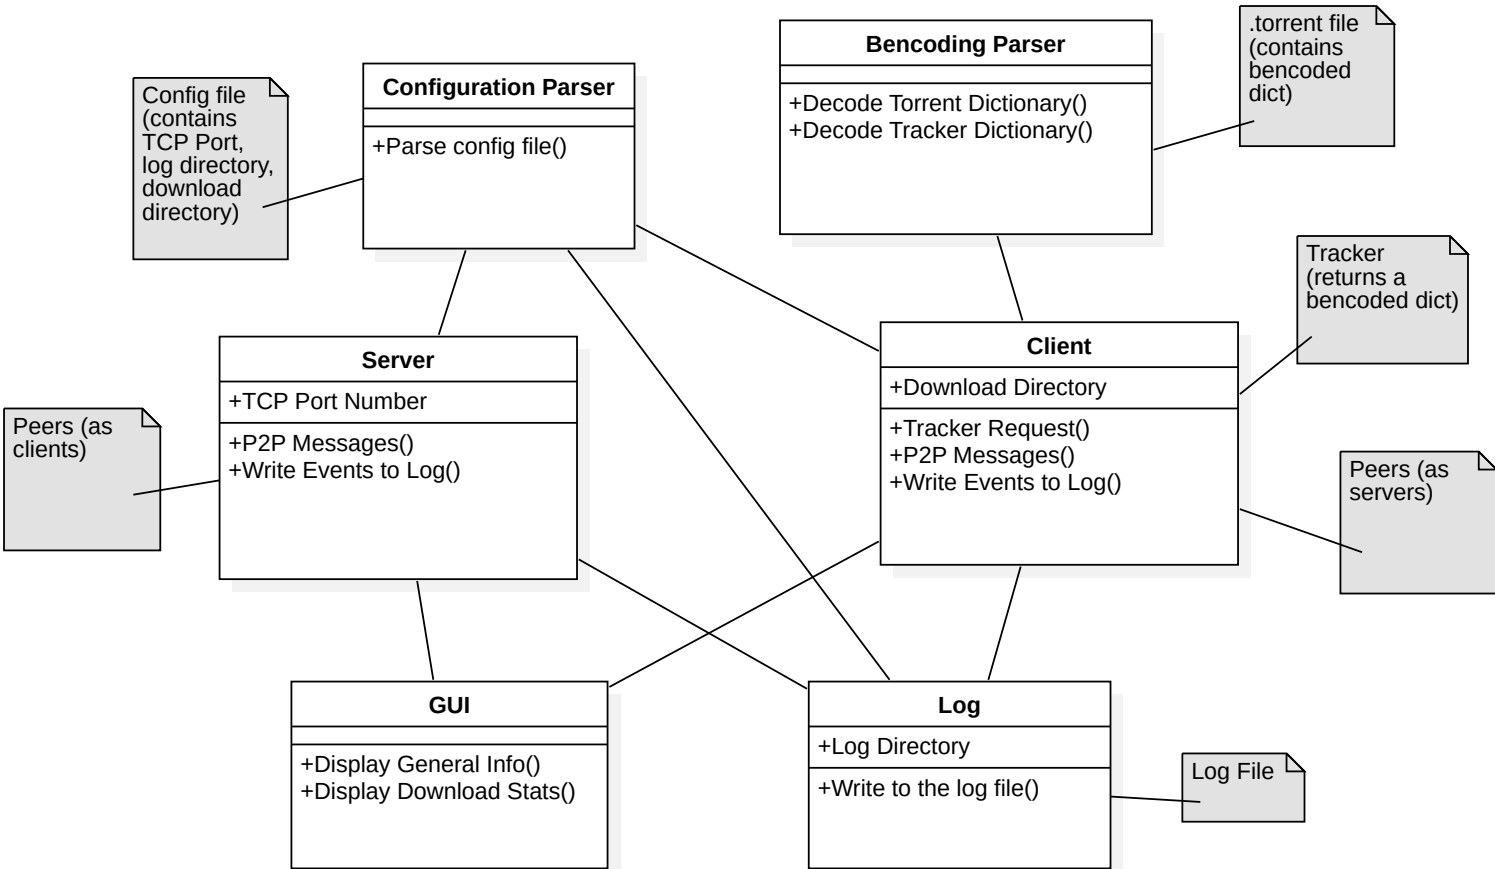 Bencoding Parser
+Decode Torrent Dictionary()
+Decode Tracker Dictionary()
.torrent file
(contains
bencoded
dict)
Configuration Parser
+Parse config file()
Config file
(contains
TCP Port,
log directory,
download
directory)
Tracker
(returns a
bencoded dict)
Server
+TCP Port Number
+P2P Messages()
+Write Events to Log()
Client
+Download Directory
+Tracker Request()
+P2P Messages()
+Write Events to Log()
Peers (as
clients)
Peers (as
servers)
GUI
+Display General Info()
+Display Download Stats()
Log
+Log Directory
+Write to the log file()
Log File